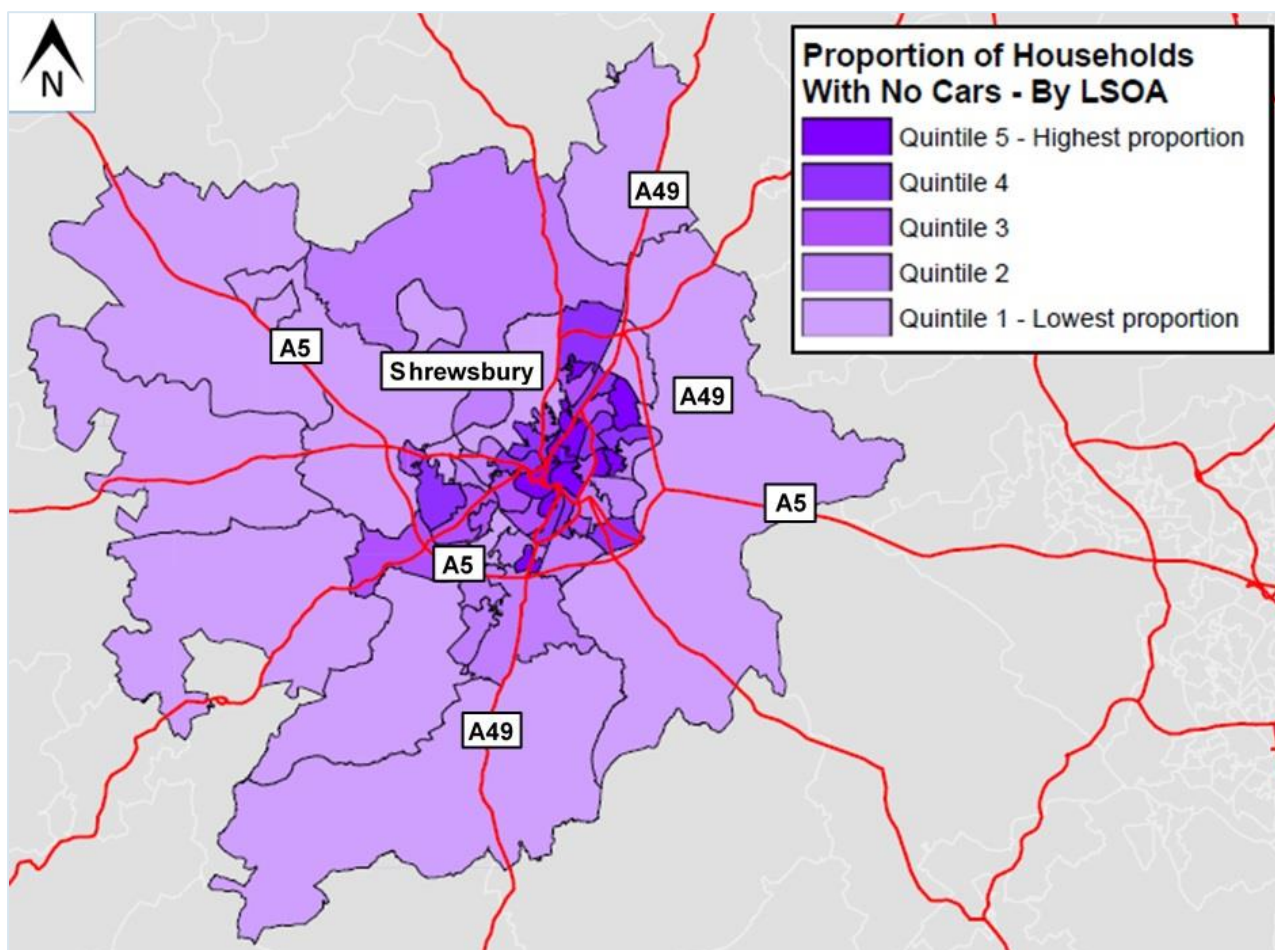 N
Proportion of Households
With No Cars - By LSOA
Quintile 5 - Highest proportion
Quintile 4
Quintile 3
Quintile 2
Quintile 1 - Lowest proportion
A49
A5
Shrewsbury
A49
A5
A5
A49